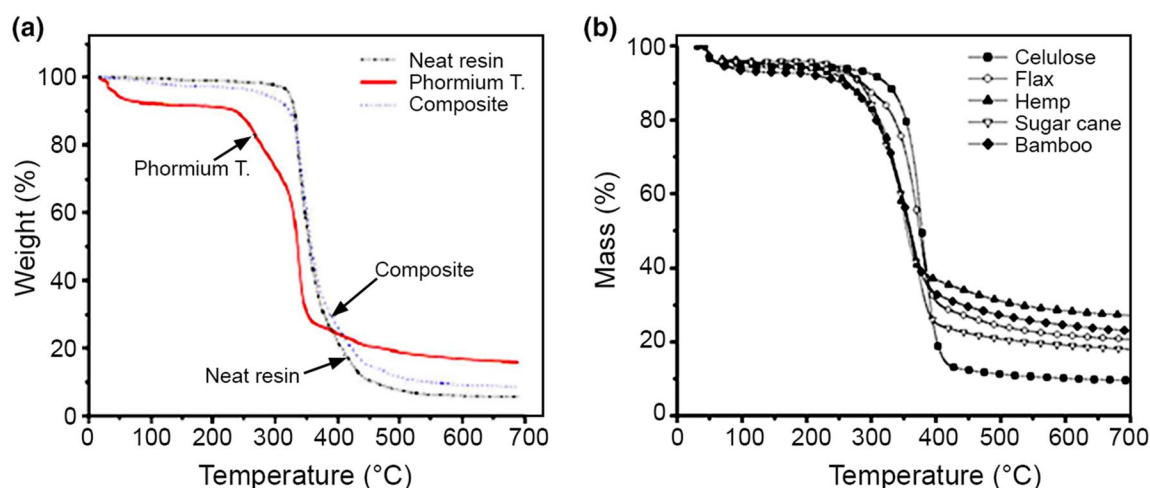 (a)
Neat resin
Phormium T.
Composite
Phormium T.
Composite
Neat resin
Weight (%)
100
80
60
40
20
0
0 100 200 300 400 500 600 700
Temperature (°C)
(b)
Celulose
Flax
Hemp
Sugar cane
Bamboo
Mass (%)
100
80
60
40
20
0
0 100 200 300 400 500 600 700
Temperature (°C)